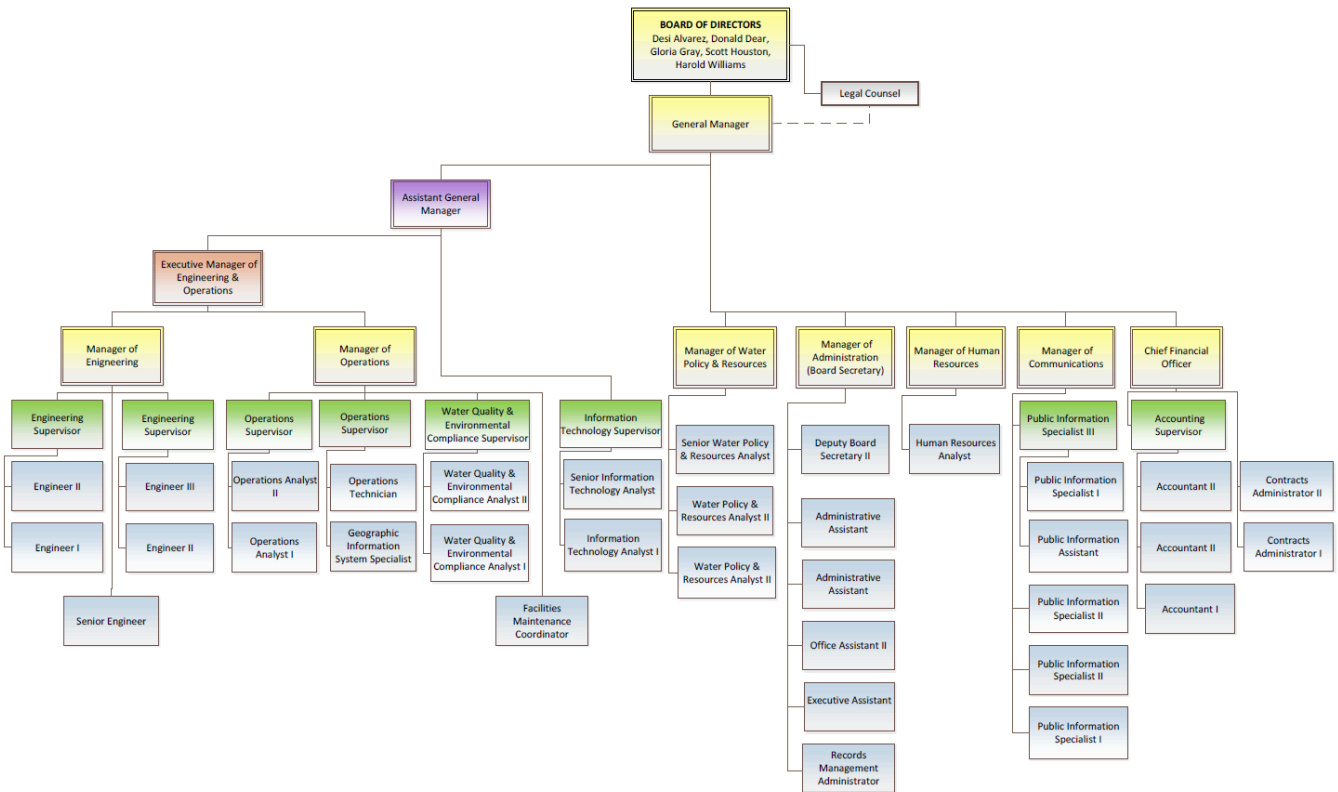 BOARD OF DIRECTORS
Desi Alvarez, Donald Dear,
Gloria Gray, Scott Houston,
Harold Williams
Legal Counsel
General Manager
Assistant General
Manager
Executive Manager of
Engineering &
Operations
Manager of
Enigneering
Manager of
Operations
Manager of Water
Policy & Resources
Manager of
Administration
(Board Secretary)
Manager of Human
Resources
Manager of
Communications
Chief Financial
Officer
Engineering
Supervisor
Engineering
Supervisor
Operations
Supervisor
Operations
Supervisor
Water Quality &
Environmental
Compliance Supervisor
Information
Technology Supervisor
Senior Water Policy
& Resources Analyst
Deputy Board
Secretary II
Human Resources
Analyst
Public Information
Specialist III
Accounting
Supervisor
Engineer II
Engineer III
Operations Analyst
II
Operations
Technician
Water Quality &
Environmental
Compliance Analyst II
Senior Information
Technology Analyst
Water Policy &
Resources Analyst II
Administrative
Assistant
Public Information
Specialist I
Accountant II
Contracts
Administrator II
Engineer I
Engineer II
Operations
Analyst I
Geographic
Information
System Specialist
Water Quality &
Environmental
Compliance Analyst I
Information
Technology Analyst I
Water Policy &
Resources Analyst II
Administrative
Assistant
Public Information
Assistant
Accountant II
Contracts
Administrator I
Senior Engineer
Facilities
Maintenance
Coordinator
Office Assistant II
Public Information
Specialist II
Accountant I
Executive Assistant
Public Information
Specialist II
Records
Management
Administrator
Public Information
Specialist I